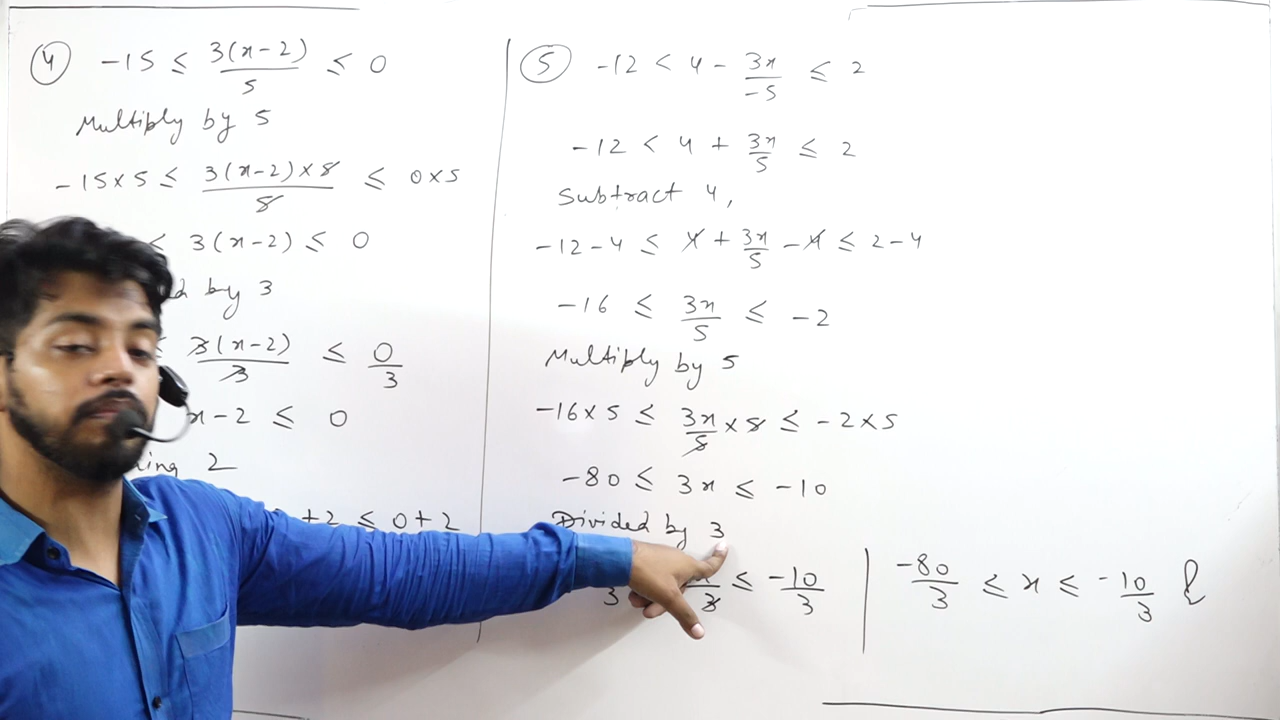 ④ -15 ≤ 3(x-2)/5 ≤ 0
Multiply by 5
-15×5 ≤ 3(x-2)×5/5 ≤ 0×5
≤ 3(x-2) ≤ 0
by 3
3(x-2)/3 ≤ 0/3
x-2 ≤ 0
2
+2 ≤ 0+2
⑤ -12 < 4 - 3x/-5 ≤ 2
-12 < 4 + 3x/5 ≤ 2
Subtract 4,
-12-4 ≤ 4 + 3x/5 - 4 ≤ 2-4
-16 ≤ 3x/5 ≤ -2
Multiply by 5
-16×5 ≤ 3x/5 × 5 ≤ -2×5
-80 ≤ 3x ≤ -10
Divided by 3
3 x/3 ≤ -10/3
-80/3 ≤ x ≤ -10/3